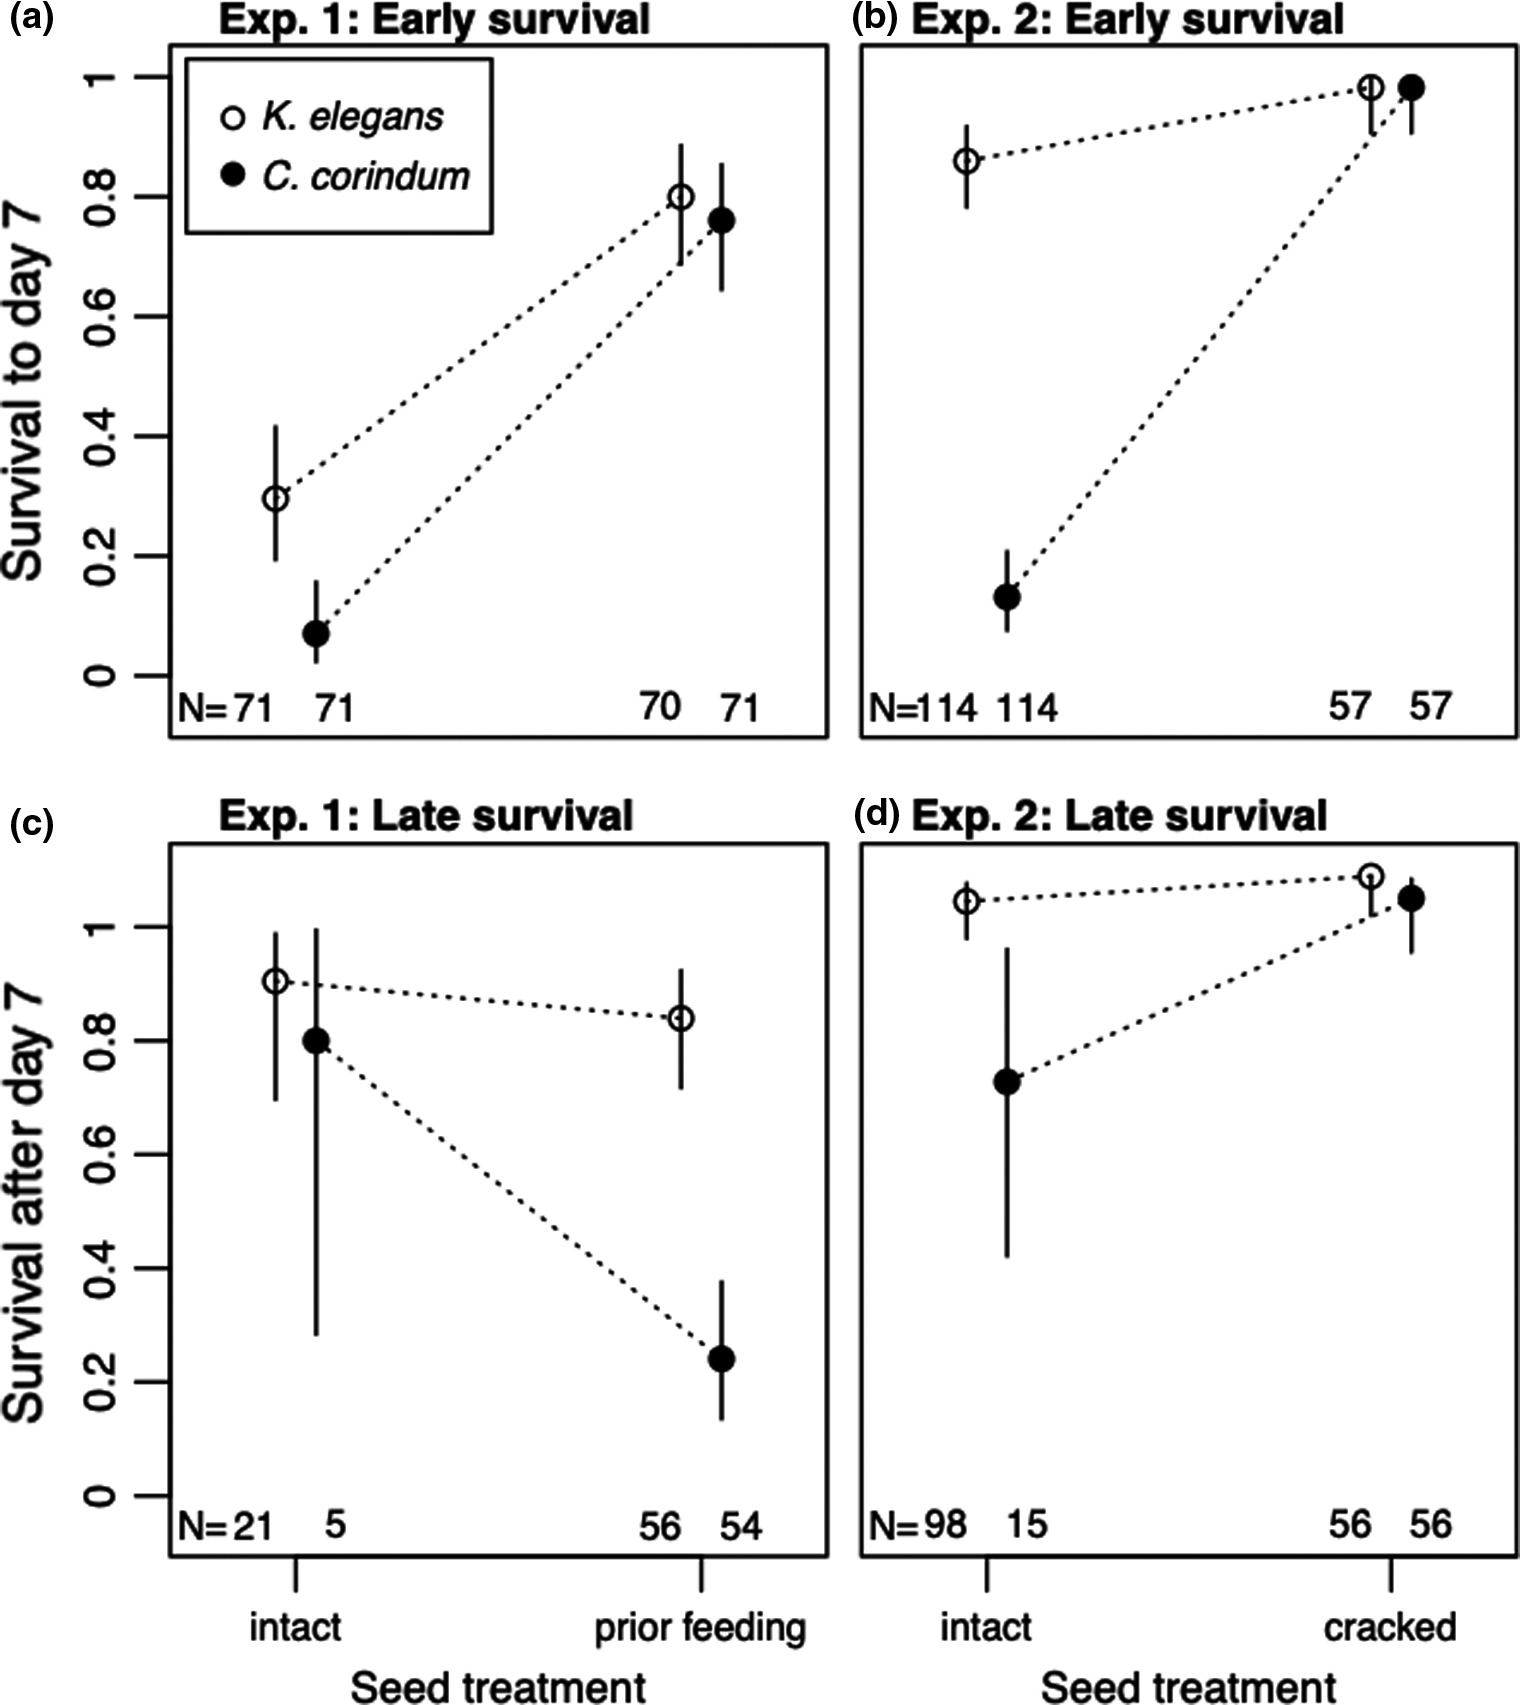 (a) Exp. 1: Early survival
K. elegans
C. corindum
Survival to day 7
1
0.8
0.6
0.4
0.2
0
N= 71 71 70 71
(b) Exp. 2: Early survival
N=114 114 57 57
(c) Exp. 1: Late survival
Survival after day 7
1
0.8
0.6
0.4
0.2
0
N= 21 5 56 54
intact prior feeding
Seed treatment
(d) Exp. 2: Late survival
N= 98 15 56 56
intact cracked
Seed treatment